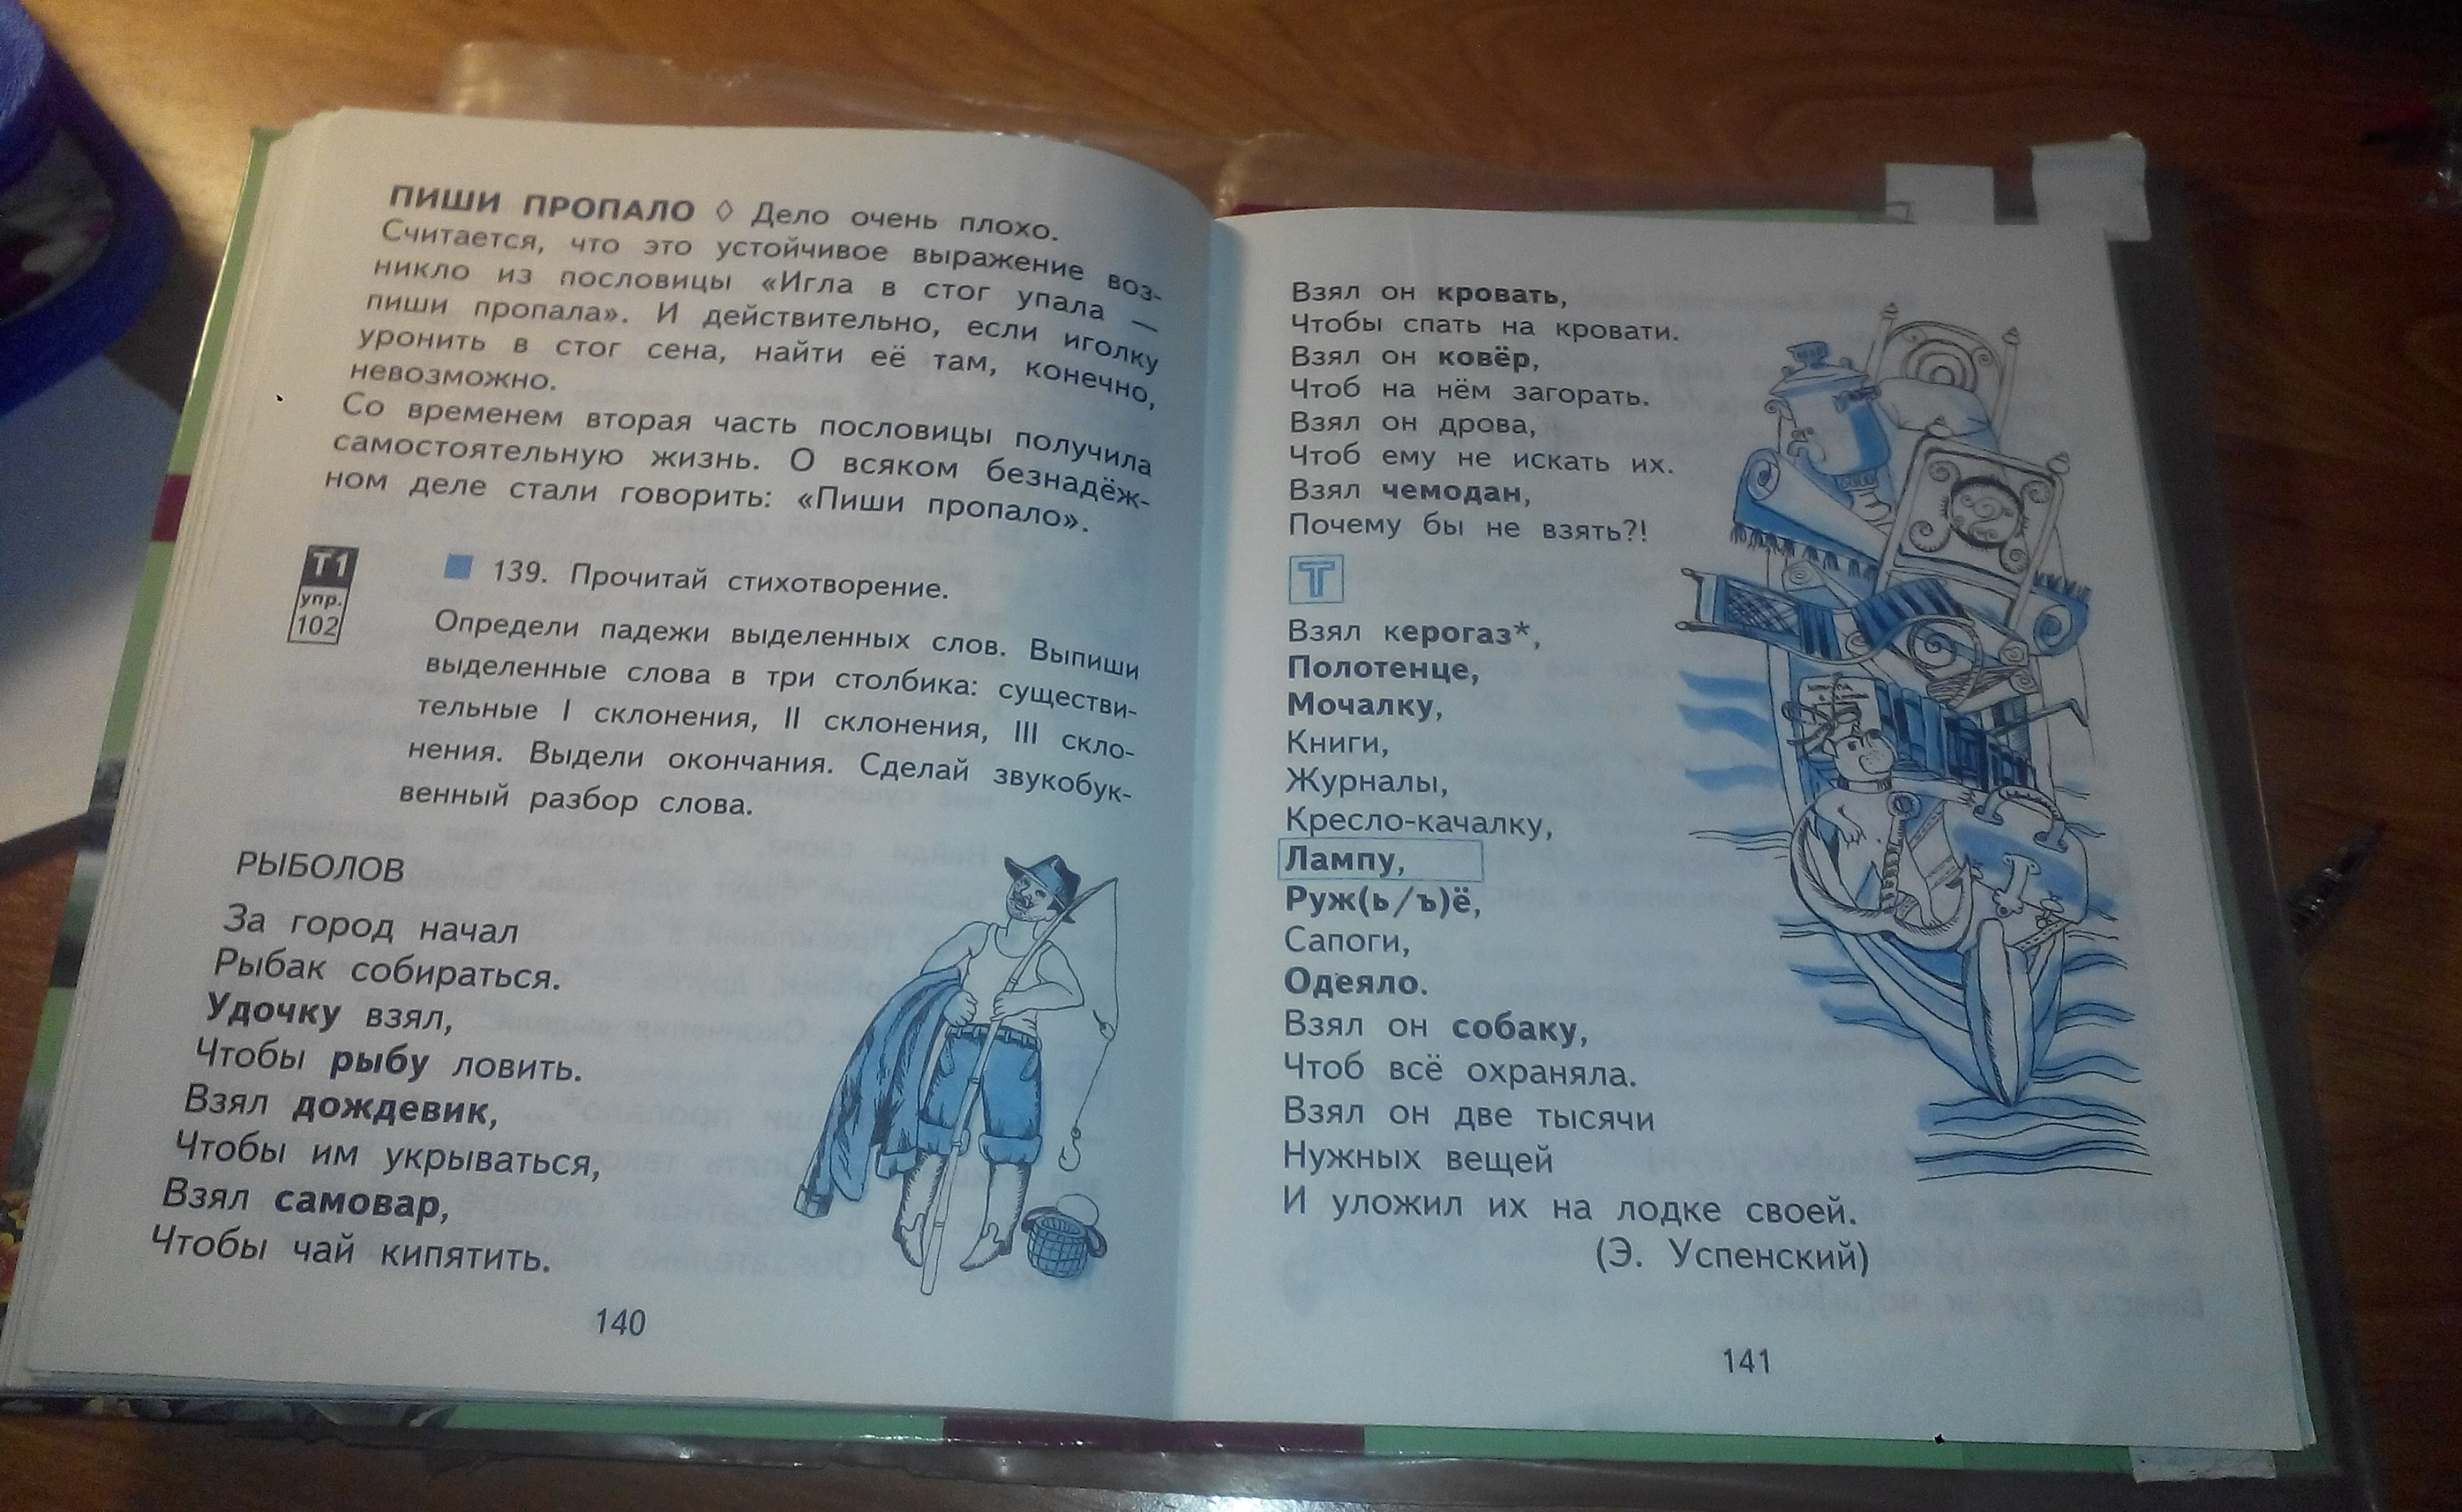 ПИШИ ПРОПАЛО ◊ Дело очень плохо.
Считается, что это устойчивое выражение воз-
никло из пословицы «Игла в стог упала —
пиши пропала». И действительно, если иголку
уронить в стог сена, найти её там, конечно,
невозможно.
Со временем вторая часть пословицы получила
самостоятельную жизнь. О всяком безнадёж-
ном деле стали говорить: «Пиши пропало».
Т1
упр.
102
139. Прочитай стихотворение.
Определи падежи выделенных слов. Выпиши
выделенные слова в три столбика: существи-
тельные I склонения, II склонения, III скло-
нения. Выдели окончания. Сделай звукобук-
венный разбор слова.
РЫБОЛОВ
За город начал
Рыбак собираться.
Удочку взял,
Чтобы рыбу ловить.
Взял дождевик,
Чтобы им укрываться,
Взял самовар,
Чтобы чай кипятить.
140
Взял он кровать,
Чтобы спать на кровати.
Взял он ковёр,
Чтоб на нём загорать.
Взял он дрова,
Чтоб ему не искать их.
Взял чемодан,
Почему бы не взять?!
Т
Взял керогаз*,
Полотенце,
Мочалку,
Книги,
Журналы,
Кресло-качалку,
Лампу,
Руж(ь/ъ)ё,
Сапоги,
Одеяло.
Взял он собаку,
Чтоб всё охраняла.
Взял он две тысячи
Нужных вещей
И уложил их на лодке своей.
(Э. Успенский)
141